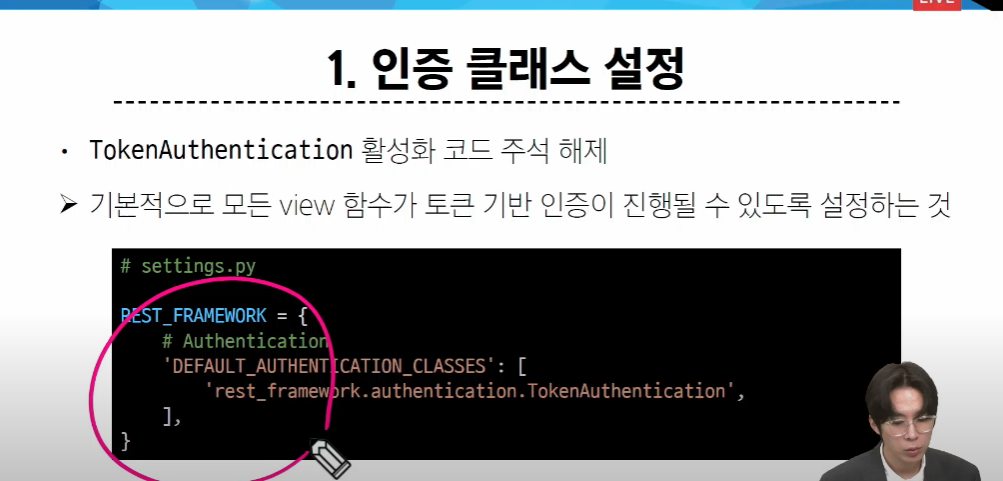 LIVE
1. 인증 클래스 설정
• TokenAuthentication 활성화 코드 주석 해제
➤ 기본적으로 모든 view 함수가 토큰 기반 인증이 진행될 수 있도록 설정하는 것
# settings.py
REST_FRAMEWORK = {
    # Authentication
    'DEFAULT_AUTHENTICATION_CLASSES': [
        'rest_framework.authentication.TokenAuthentication',
    ],
}